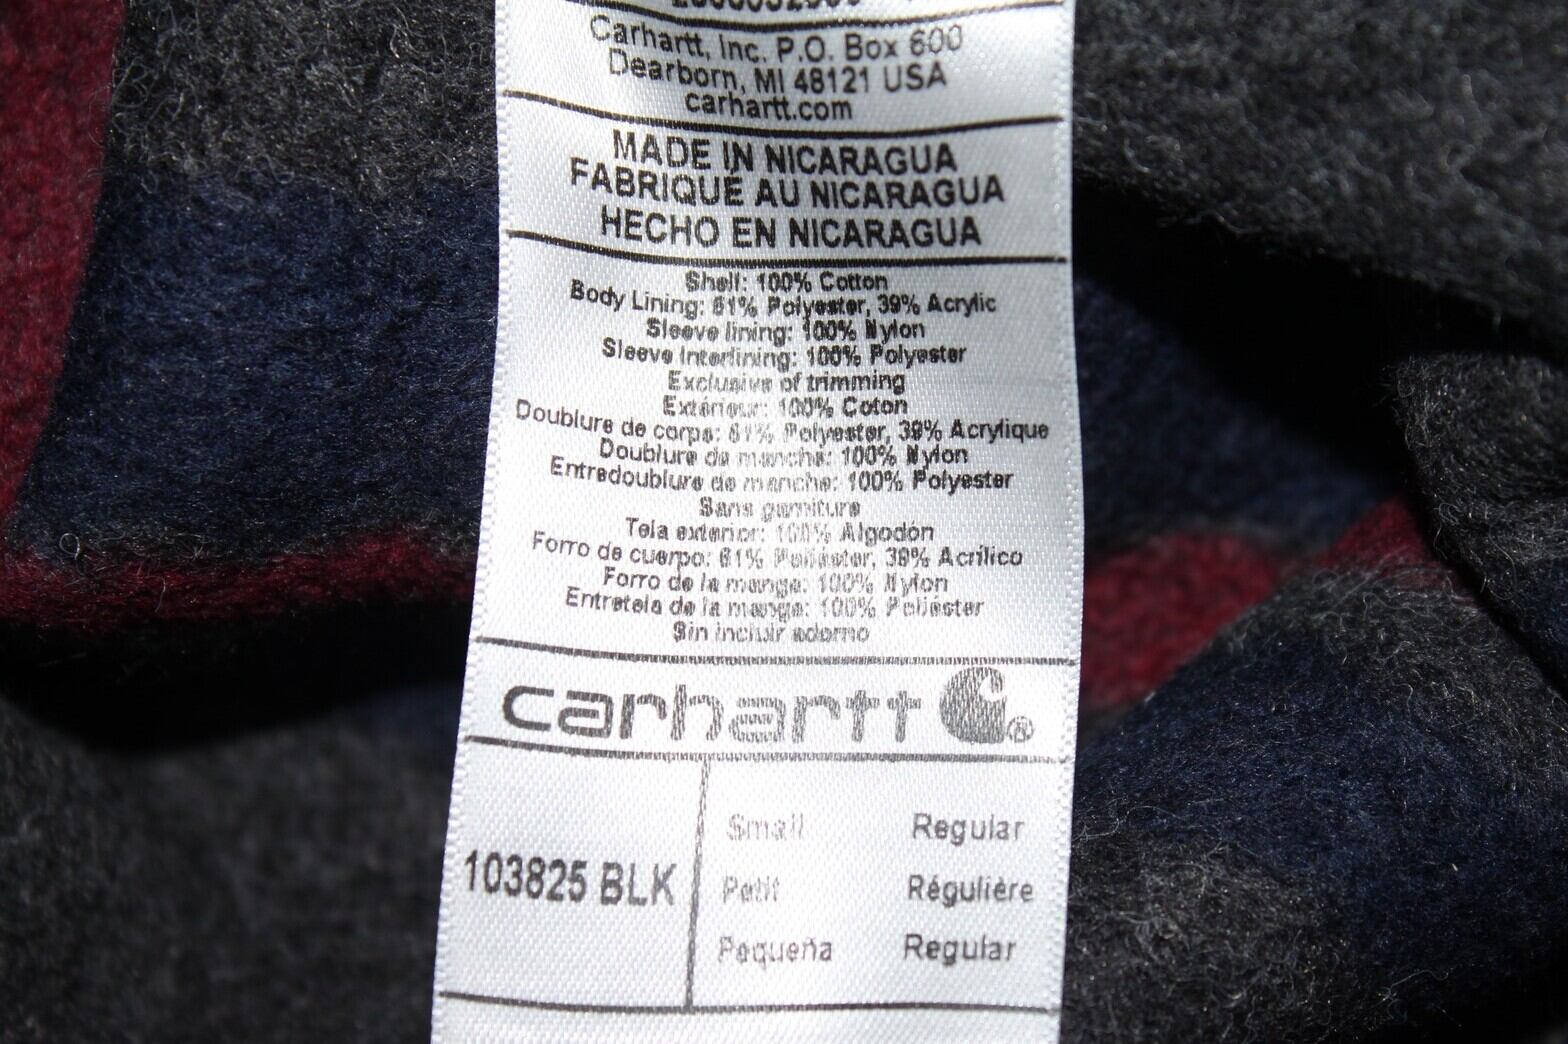 Carhartt, Inc. P.O. Box 600
Dearborn, MI 48121 USA
carhartt.com
MADE IN NICARAGUA
FABRIQUÉ AU NICARAGUA
HECHO EN NICARAGUA
Shell: 100% Cotton
Body Lining: 61% Polyester, 39% Acrylic
Sleeve lining: 100% Nylon
Sleeve Interlining: 100% Polyester
Exclusive of trimming
Extérieur: 100% Coton
Doublure de corps: 61% Polyester, 39% Acrylique
Doublure de manche: 100% Nylon
Entredoublure de manche: 100% Polyester
Sans garniture
Tela exterior: 100% Algodón
Forro de cuerpo: 61% Poliéster, 39% Acrílico
Forro de la manga: 100% Nylon
Entretela de la manga: 100% Poliéster
Sin incluir adorno
carhartt ®
103825 BLK
Small Regular
Petit Régulière
Pequeña Regular